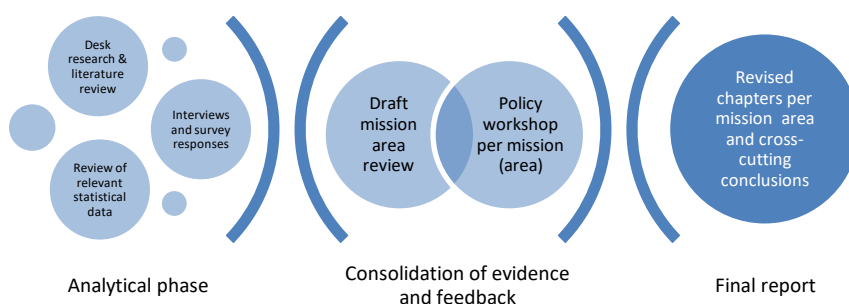 Desk
research &
literature
review
Interviews
and survey
responses
Review of
relevant
statistical
data
Draft
mission
area
review
Policy
workshop
per mission
(area)
Revised
chapters per
mission area
and cross-
cutting
conclusions
Analytical phase
Consolidation of evidence
and feedback
Final report